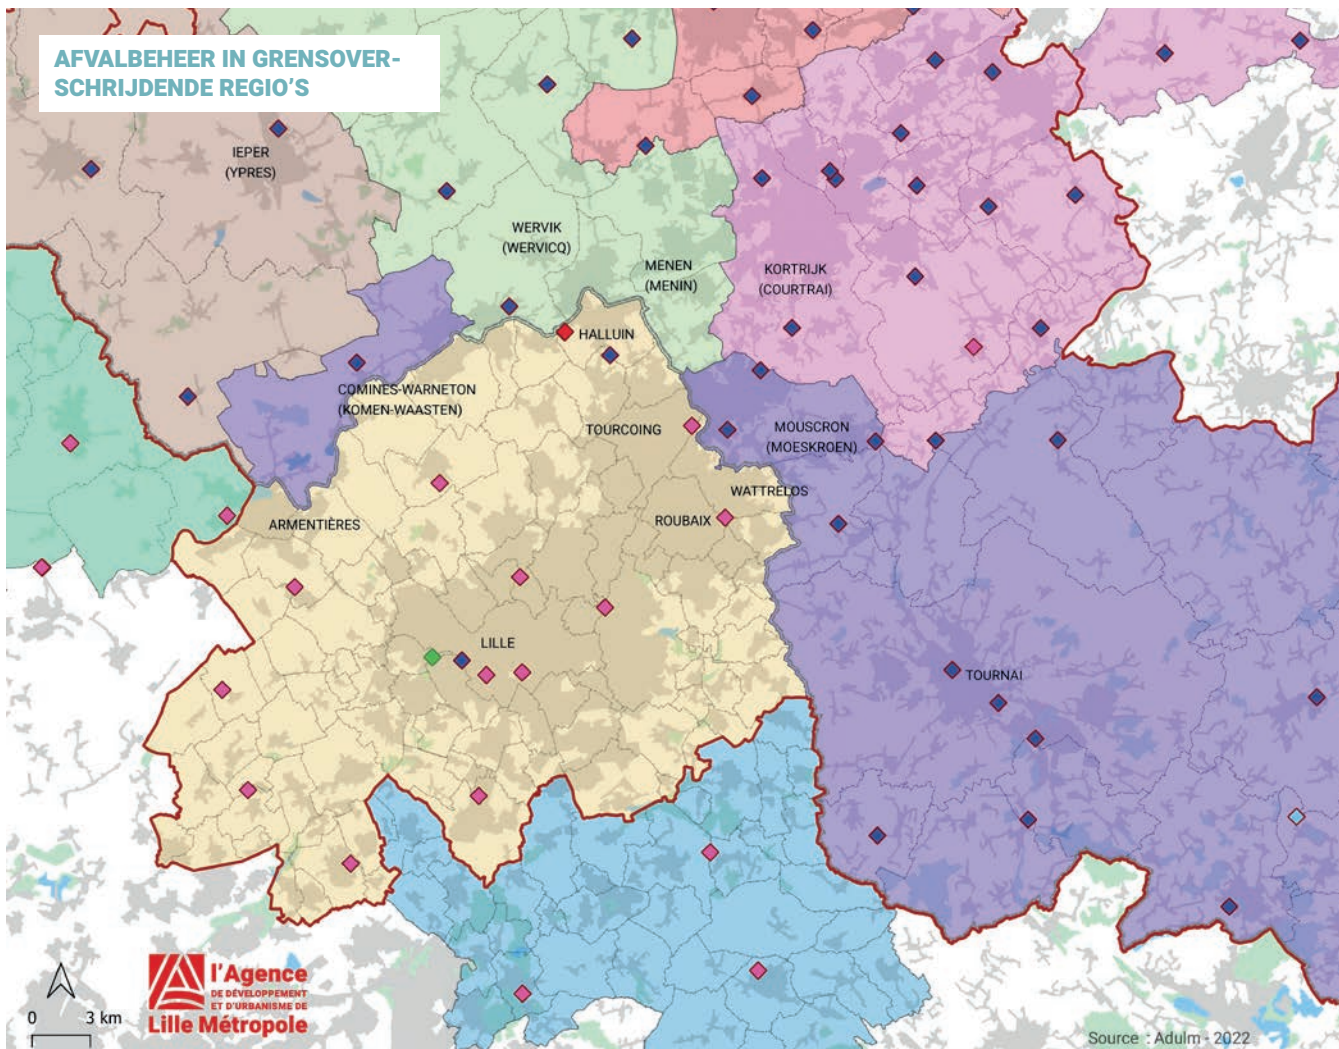 AFVALBEHEER IN GRENSOVER-
SCHRIJDENDE REGIO'S
IEPER
(YPRES)
WERVIK
(WERVICQ)
MENEN
(MENIN)
KORTRIJK
(COURTRAI)
HALLUIN
COMINES-WARNETON
(KOMEN-WAASTEN)
TOURCOING
MOUSCRON
(MOESKROEN)
WATTRELOS
ROUBAIX
ARMENTIÈRES
LILLE
TOURNAI
l'Agence
DE DÉVELOPPEMENT
ET D'URBANISME DE
Lille Métropole
0 3 km
Source : Adulm - 2022